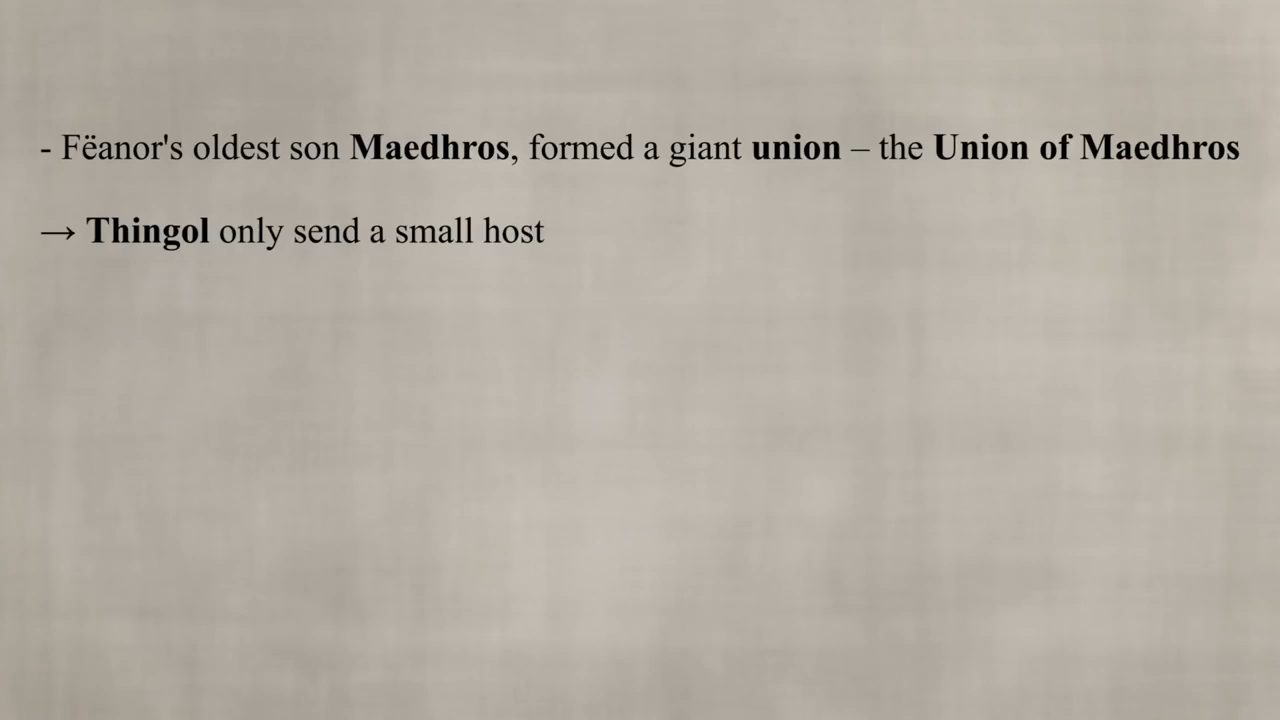 - Fëanor's oldest son Maedhros, formed a giant union – the Union of Maedhros
→ Thingol only send a small host